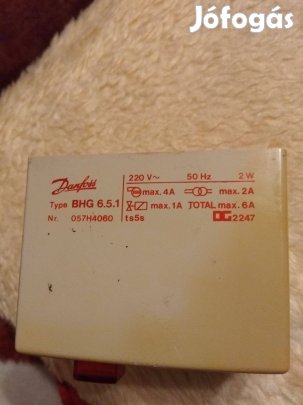 Jófogás
Danfoss
220 V~ 50 Hz 2 W
Type BHG 6.5.1
max. 4A max. 2A
max. 1A TOTAL max. 6A
Nr. 057H4060 ts5s
2247